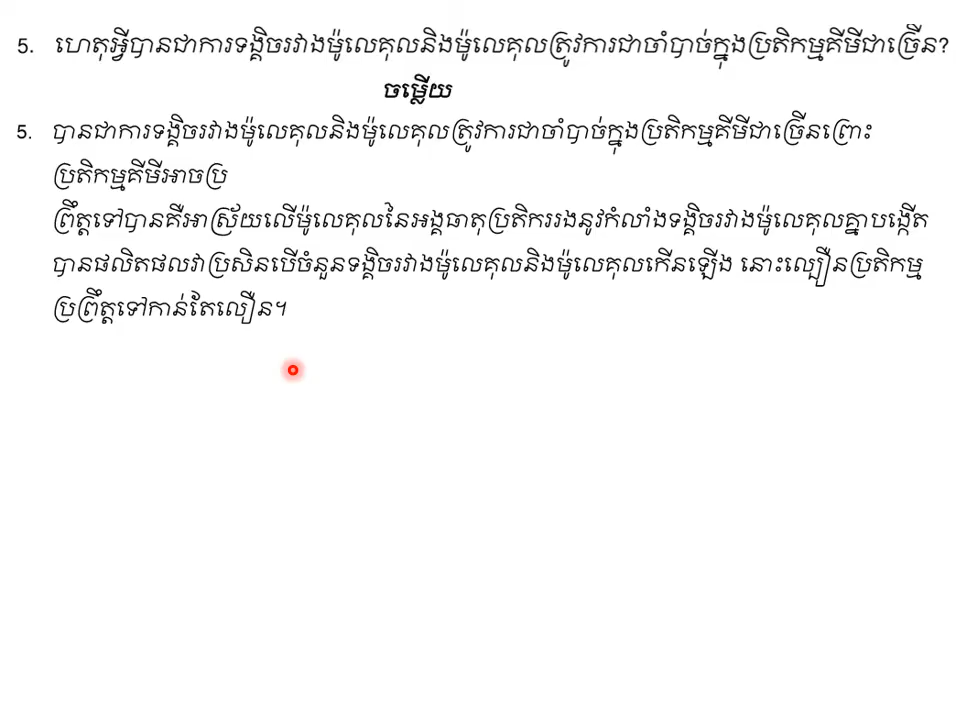 5. ហេតុអ្វីបានជាការទង្គិចរវាងម៉ូលេគុលនិងម៉ូលេគុលត្រូវការជាចាំបាច់ក្នុងប្រតិកម្មគីមីជាច្រើន?
ចម្លើយ
5. បានជាការទង្គិចរវាងម៉ូលេគុលនិងម៉ូលេគុលត្រូវការជាចាំបាច់ក្នុងប្រតិកម្មគីមីជាច្រើនព្រោះ
ប្រតិកម្មគីមីអាចប្រ
ព្រឹត្តទៅបានគឺអាស្រ័យលើម៉ូលេគុលនៃអង្គធាតុប្រតិកររងនូវកំលាំងទង្គិចរវាងម៉ូលេគុលគ្នាបង្កើត
បានផលិតផលវាប្រសិនបើចំនួនទង្គិចរវាងម៉ូលេគុលនិងម៉ូលេគុលកើនឡើង នោះល្បឿនប្រតិកម្ម
ប្រព្រឹត្តទៅកាន់តែលឿន។